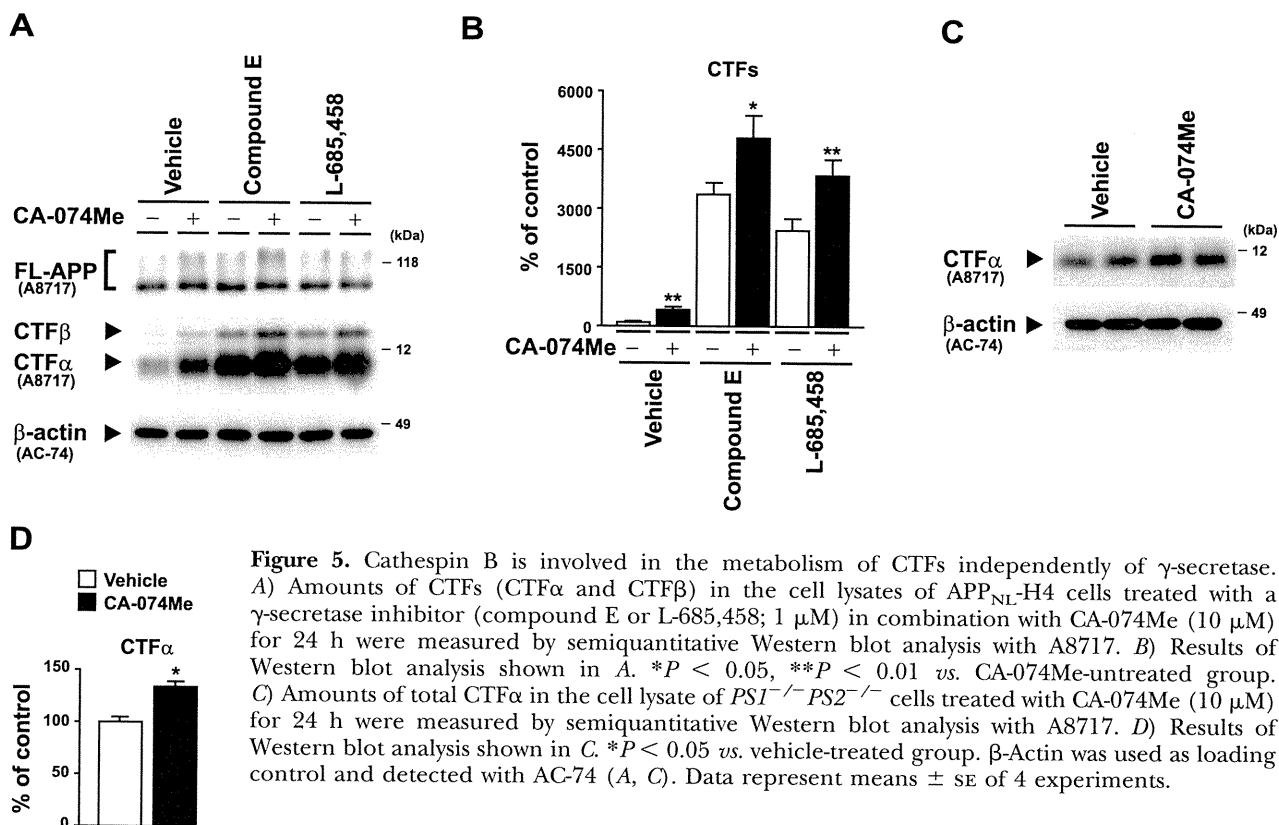 A
Vehicle
Compound E
L-685,458
CA-074Me − + − + − +
(kDa)
FL-APP
(A8717)
118
CTFβ
CTFα
(A8717)
12
β-actin
(AC-74)
49
B
CTFs
% of control
6000
4500
3000
1500
0
**
*
**
CA-074Me − + − + − +
Vehicle
Compound E
L-685,458
C
Vehicle
CA-074Me
(kDa)
CTFα
(A8717)
12
β-actin
(AC-74)
49
D
Vehicle
CA-074Me
CTFα
% of control
150
100
50
0
*
Figure 5. Cathespin B is involved in the metabolism of CTFs independently of γ-secretase.
A) Amounts of CTFs (CTFα and CTFβ) in the cell lysates of APPNL-H4 cells treated with a
γ-secretase inhibitor (compound E or L-685,458; 1 μM) in combination with CA-074Me (10 μM)
for 24 h were measured by semiquantitative Western blot analysis with A8717. B) Results of
Western blot analysis shown in A. *P < 0.05, **P < 0.01 vs. CA-074Me-untreated group.
C) Amounts of total CTFα in the cell lysate of PS1−/−PS2−/− cells treated with CA-074Me (10 μM)
for 24 h were measured by semiquantitative Western blot analysis with A8717. D) Results of
Western blot analysis shown in C. *P < 0.05 vs. vehicle-treated group. β-Actin was used as loading
control and detected with AC-74 (A, C). Data represent means ± SE of 4 experiments.